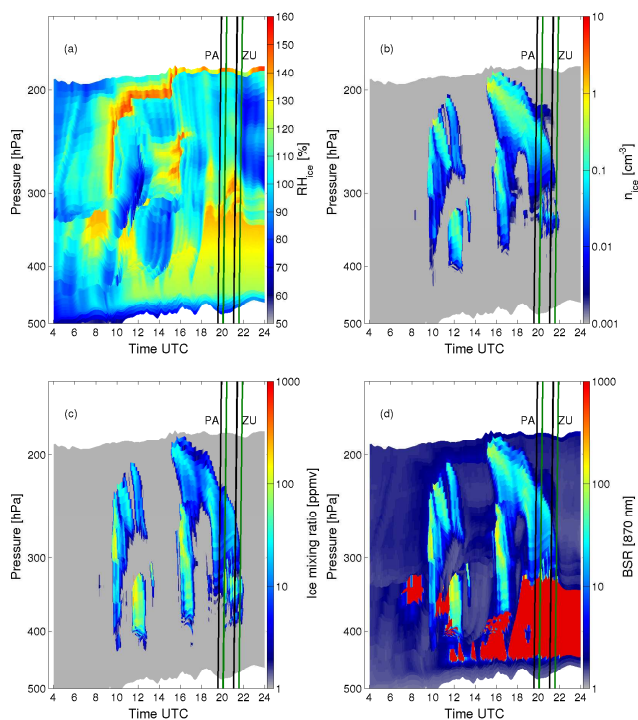 (a)
PA
ZU
Pressure [hPa]
200
300
400
500
4 6 8 10 12 14 16 18 20 22 24
Time UTC
160
150
140
130
120
110
100
90
80
70
60
50
RHice [%]
(b)
PA
ZU
Pressure [hPa]
200
300
400
500
4 6 8 10 12 14 16 18 20 22 24
Time UTC
10
1
0.1
0.01
0.001
nice [cm-3]
(c)
PA
ZU
Pressure [hPa]
200
300
400
500
4 6 8 10 12 14 16 18 20 22 24
Time UTC
1000
100
10
1
Ice mixing ratio [ppmv]
(d)
PA
ZU
Pressure [hPa]
200
300
400
500
4 6 8 10 12 14 16 18 20 22 24
Time UTC
1000
100
10
1
BSR [870 nm]